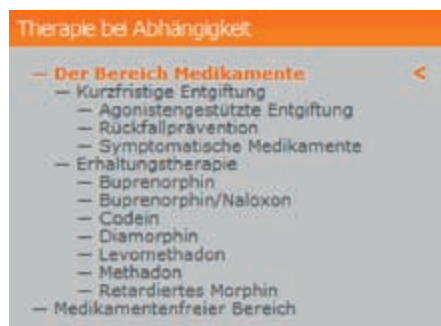 Therapie bei Abhängigkeit
— Der Bereich Medikamente <
— Kurzfristige Entgiftung
— Agonistengestützte Entgiftung
— Rückfallprävention
— Symptomatische Medikamente
— Erhaltungstherapie
— Buprenorphin
— Buprenorphin/Naloxon
— Codein
— Diamorphin
— Levomethadon
— Methadon
— Retardiertes Morphin
— Medikamentenfreier Bereich